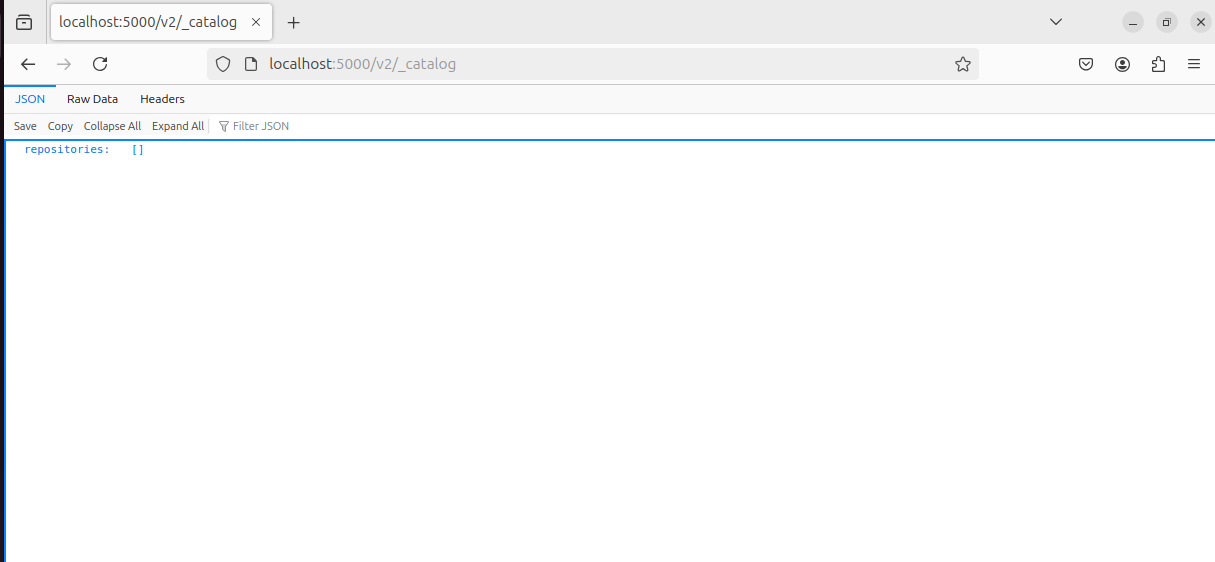 localhost:5000/v2/_catalog
localhost:5000/v2/_catalog
JSON Raw Data Headers
Save Copy Collapse All Expand All Filter JSON
repositories: []